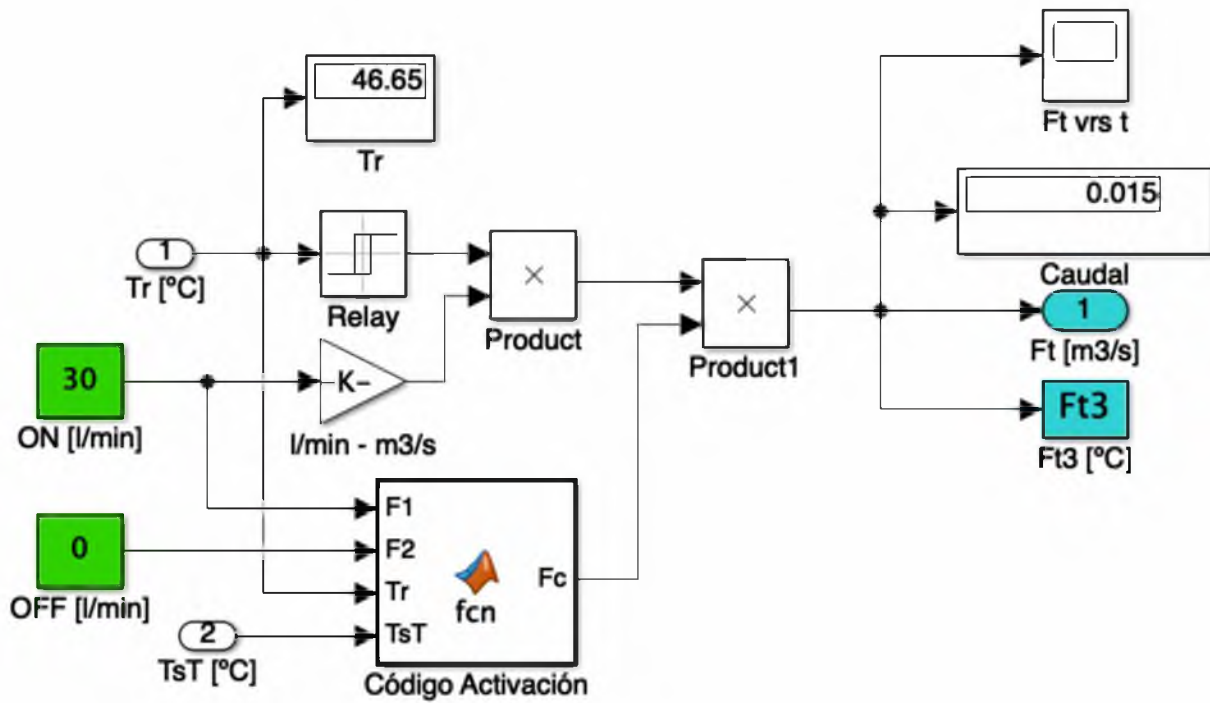 46.65
Tr
Ft vrs t
0.015
Caudal
1
Tr [ºC]
Relay
×
Product
×
Product1
1
Ft [m3/s]
30
ON [l/min]
K-
l/min - m3/s
Ft3
Ft3 [ºC]
F1
F2
Tr
TsT
fcn
Fc
0
OFF [l/min]
2
TsT [ºC]
Código Activación